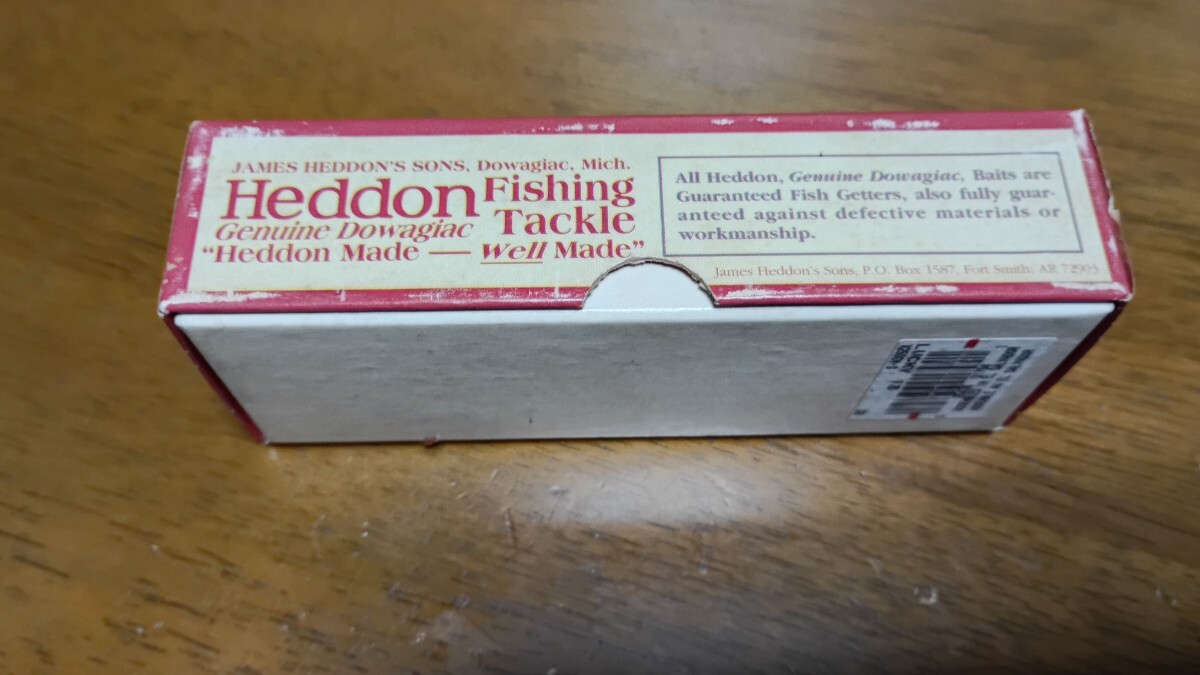 JAMES HEDDON'S SONS, Dowagiac, Mich.
Heddon Fishing Tackle
Genuine Dowagiac
"Heddon Made — Well Made"
All Heddon, Genuine Dowagiac, Baits are
Guaranteed Fish Getters, also fully guar-
anteed against defective materials or
workmanship.
James Heddon's Sons, P.O. Box 1587, Fort Smith, AR 72903
LUCKY 13